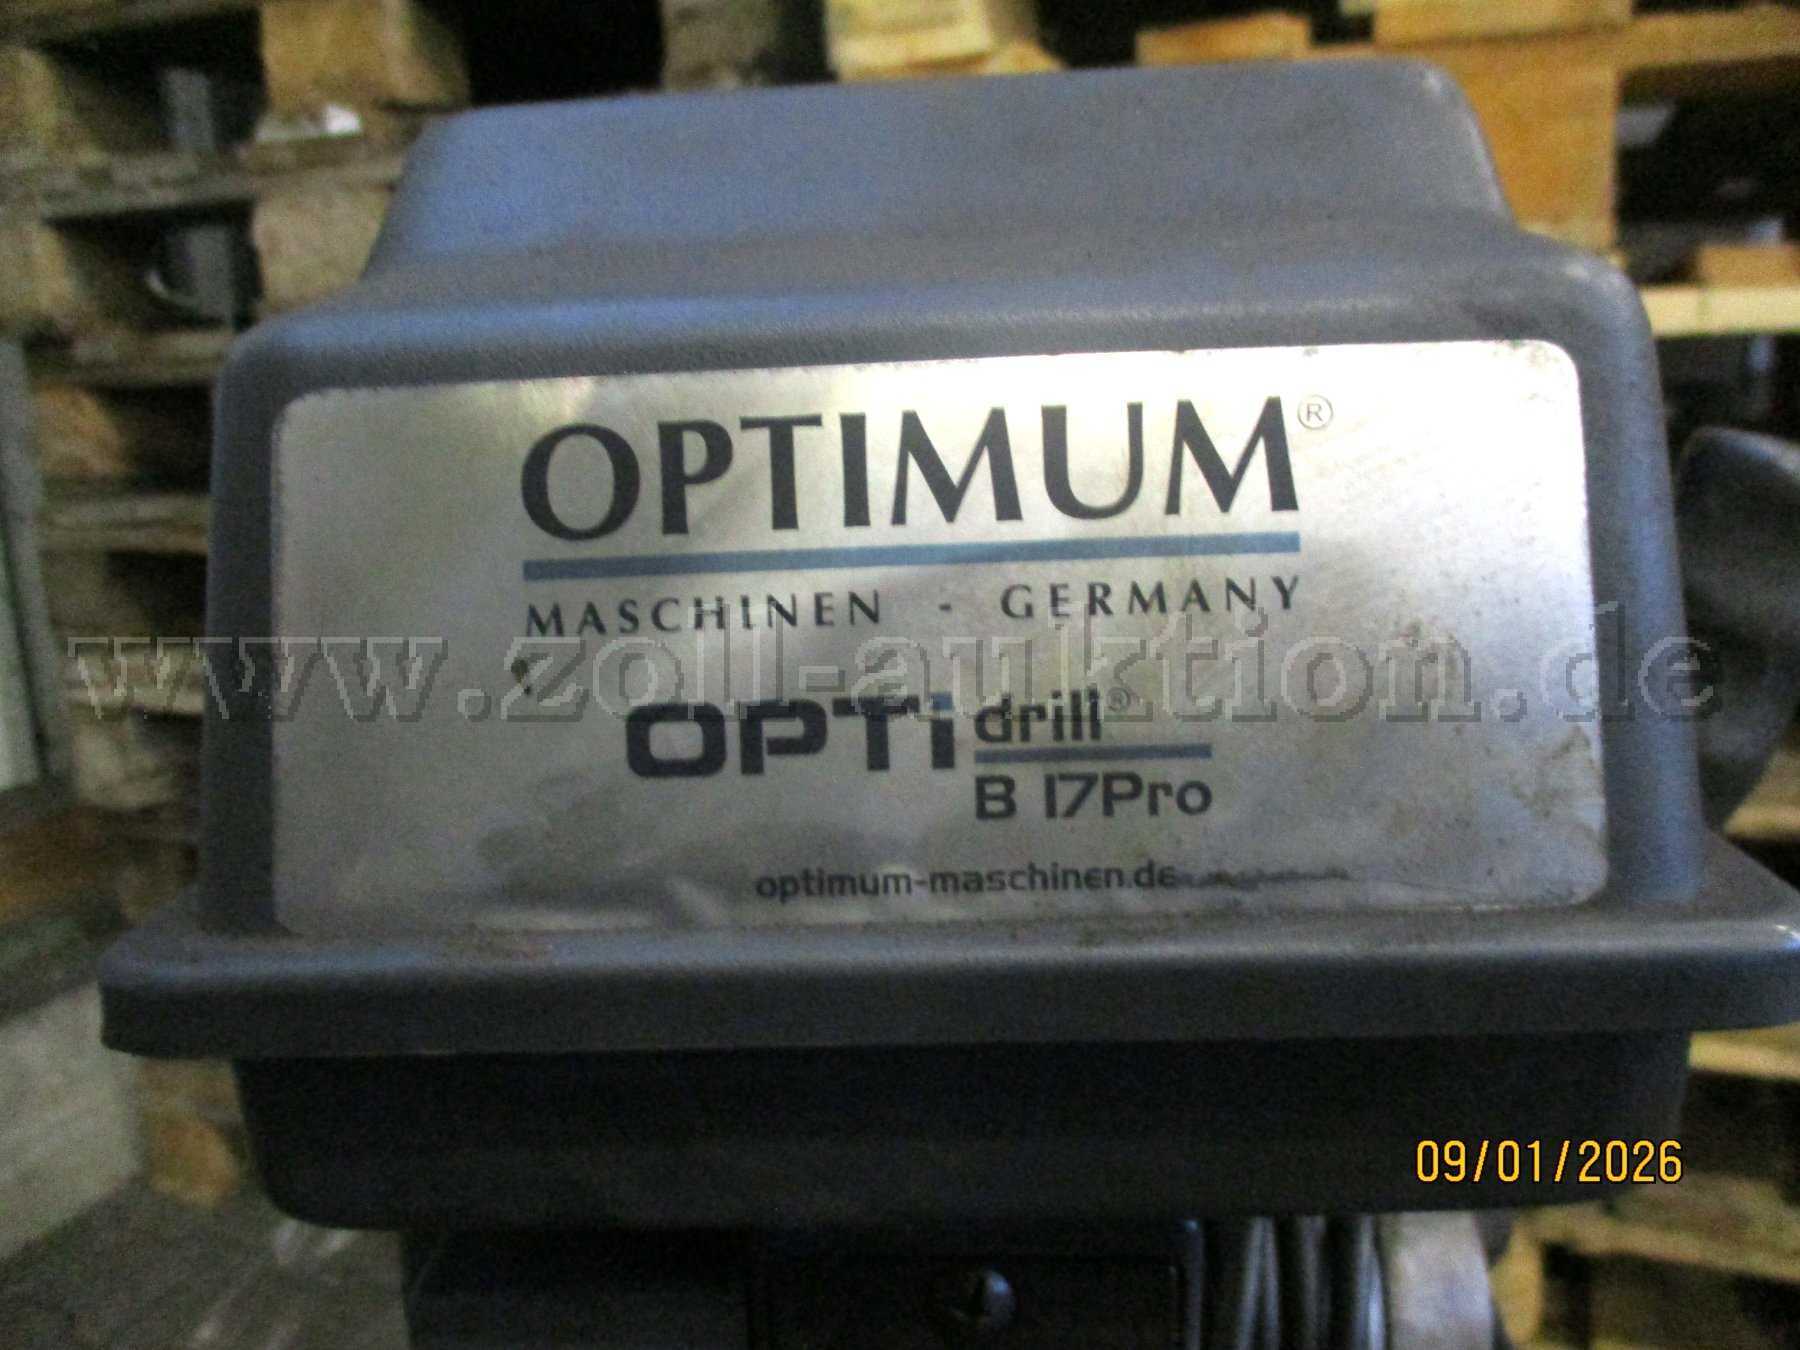 OPTIMUM®
MASCHINEN - GERMANY
www.zoll-auktion.de
OPTi drill®
B 17Pro
optimum-maschinen.de
09/01/2026